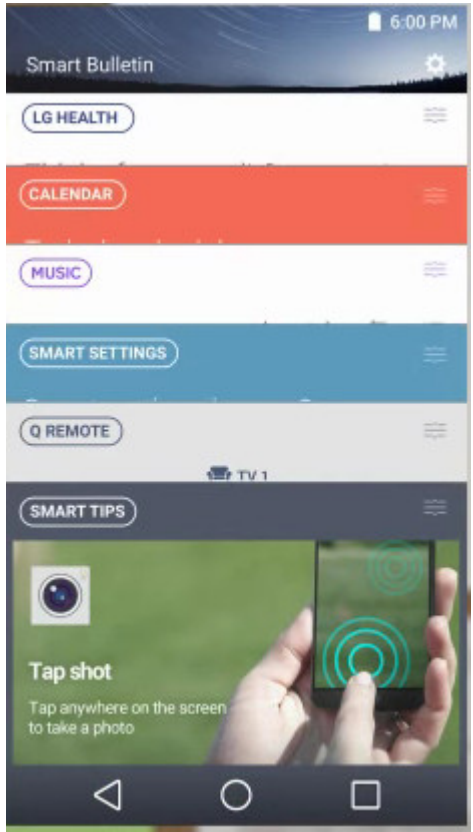 6:00 PM
Smart Bulletin
LG HEALTH
CALENDAR
MUSIC
SMART SETTINGS
Q REMOTE
TV 1
SMART TIPS
Tap shot
Tap anywhere on the screen
to take a photo